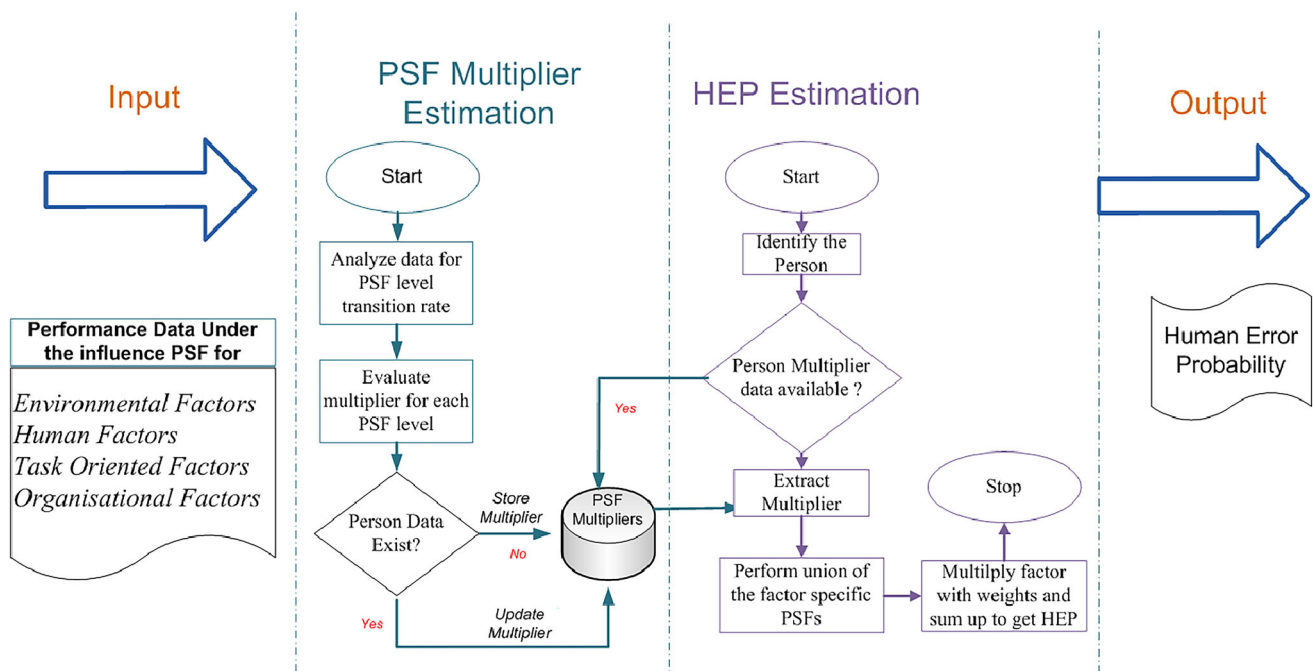 Input
Performance Data Under
the influence PSF for
Environmental Factors
Human Factors
Task Oriented Factors
Organisational Factors
PSF Multiplier
Estimation
Start
Analyze data for
PSF level
transition rate
Evaluate
multiplier for each
PSF level
Person Data
Exist?
Store
Multiplier
No
Yes
Update
Multiplier
PSF
Multipliers
HEP Estimation
Start
Identify the
Person
Person Multiplier
data available ?
Yes
Extract
Multiplier
Perform union of
the factor specific
PSFs
Multilply factor
with weights and
sum up to get HEP
Stop
Output
Human Error
Probability